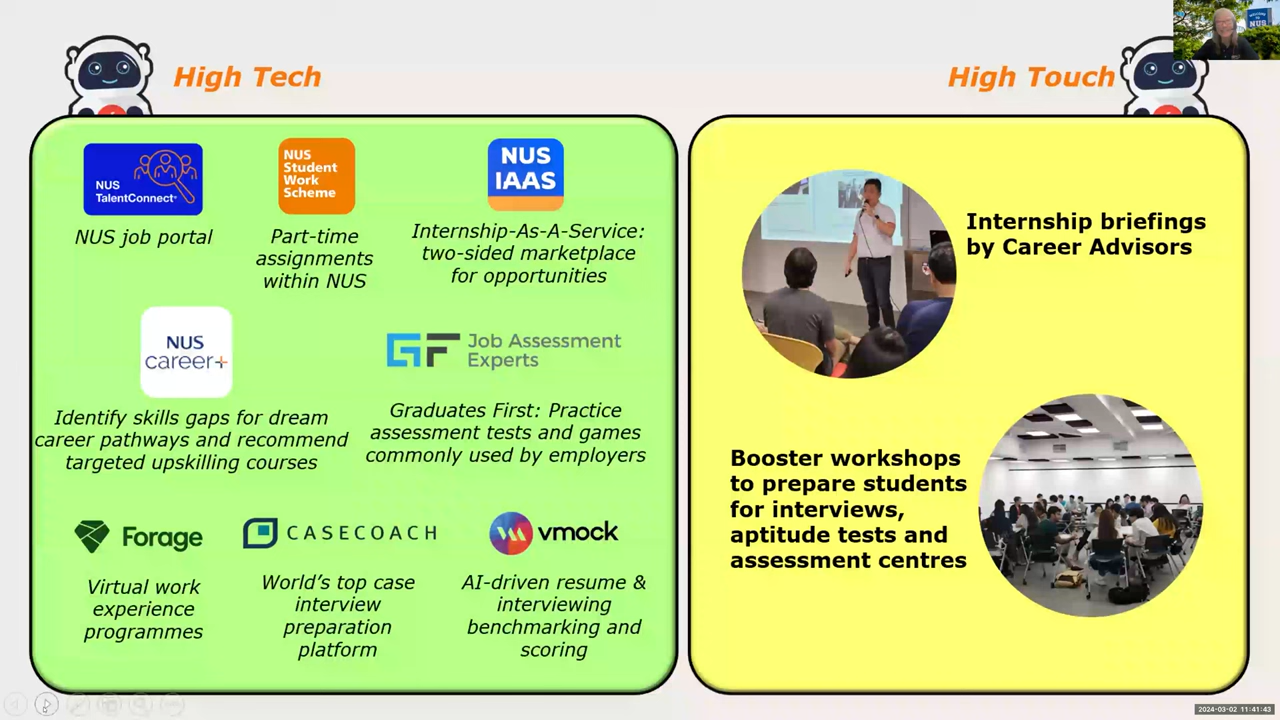 High Tech
High Touch
NUS
TalentConnect
NUS job portal
NUS
Student
Work
Scheme
Part-time
assignments
within NUS
NUS
IAAS
Internship-As-A-Service:
two-sided marketplace
for opportunities
NUS
career+
Identify skills gaps for dream
career pathways and recommend
targeted upskilling courses
GF
Job Assessment
Experts
Graduates First: Practice
assessment tests and games
commonly used by employers
Forage
Virtual work
experience
programmes
CASECOACH
World's top case
interview
preparation
platform
vmock
AI-driven resume &
interviewing
benchmarking and
scoring
Internship briefings
by Career Advisors
Booster workshops
to prepare students
for interviews,
aptitude tests and
assessment centres
NUS
2024-03-02 11:41:43